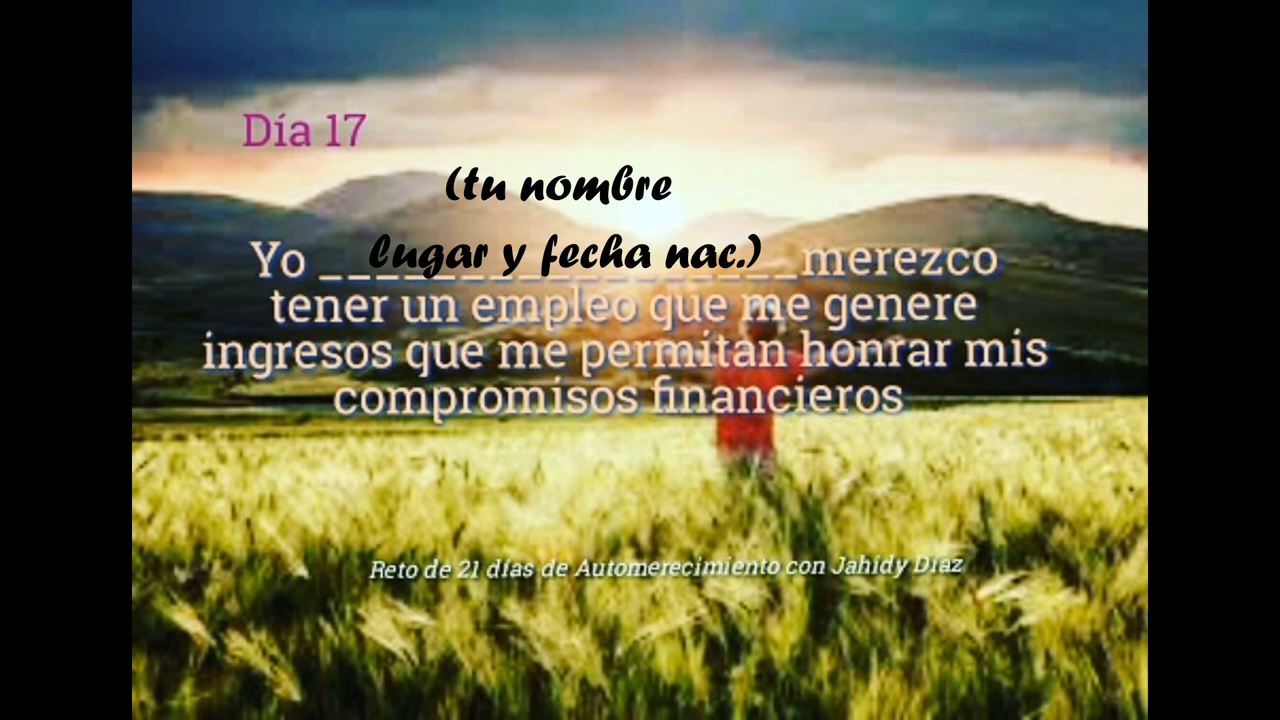 Día 17
(tu nombre
lugar y fecha nac.)
Yo _ _ _ _ _ _ _ _ _ _ _ _ _ _ _ _ _merezco
tener un empleo que me genere
ingresos que me permitan honrar mis
compromisos financieros
Reto de 21 días de Automerecimiento con Jahidy Díaz